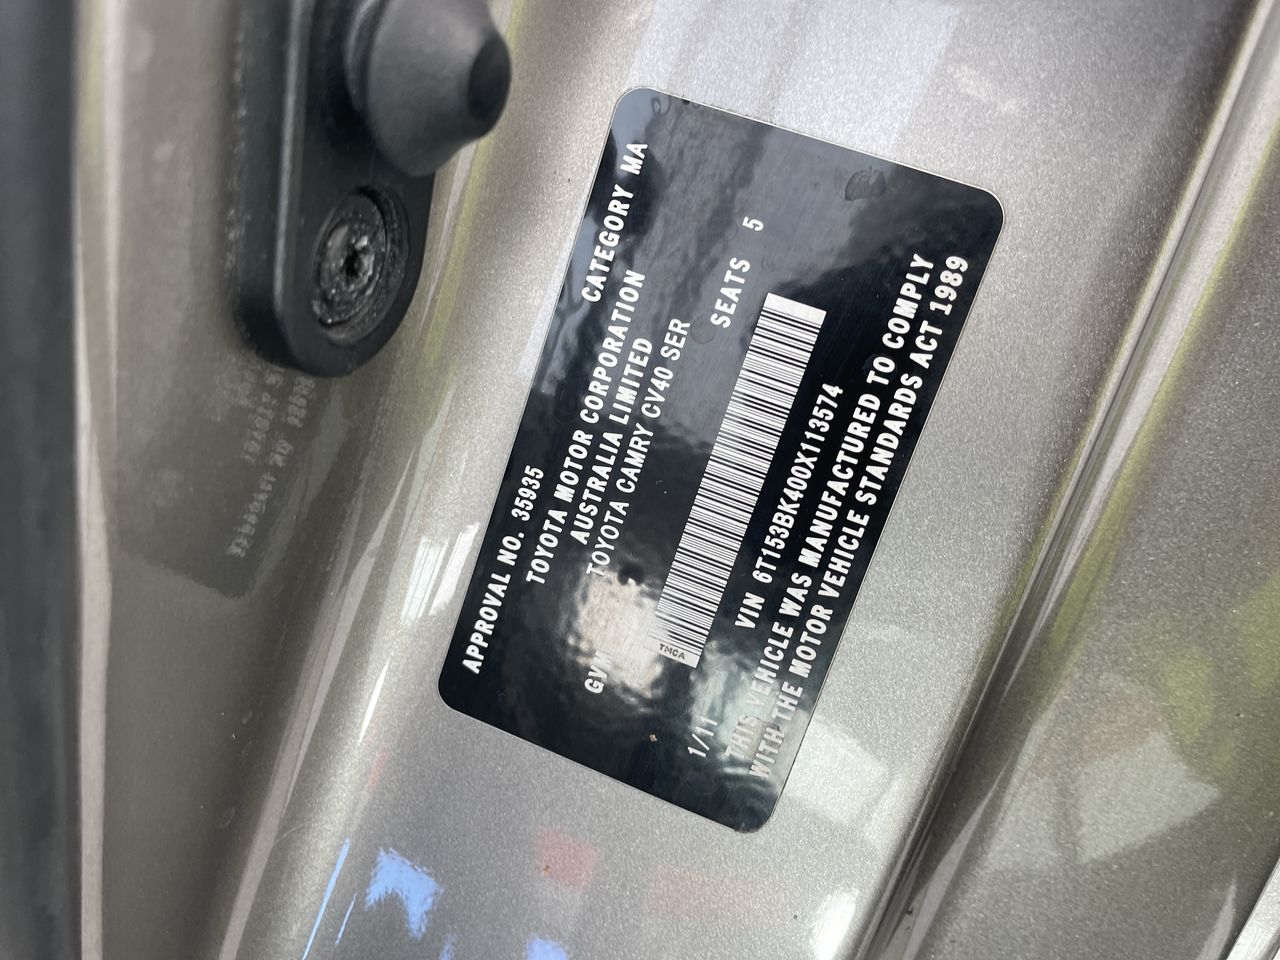 APPROVAL NO. 35935 CATEGORY MA
TOYOTA MOTOR CORPORATION
AUSTRALIA LIMITED
TOYOTA CAMRY CV40 SER
GVM SEATS 5
TMCA
1/11 VIN 6T153BK400X113574
THIS VEHICLE WAS MANUFACTURED TO COMPLY
WITH THE MOTOR VEHICLE STANDARDS ACT 1989